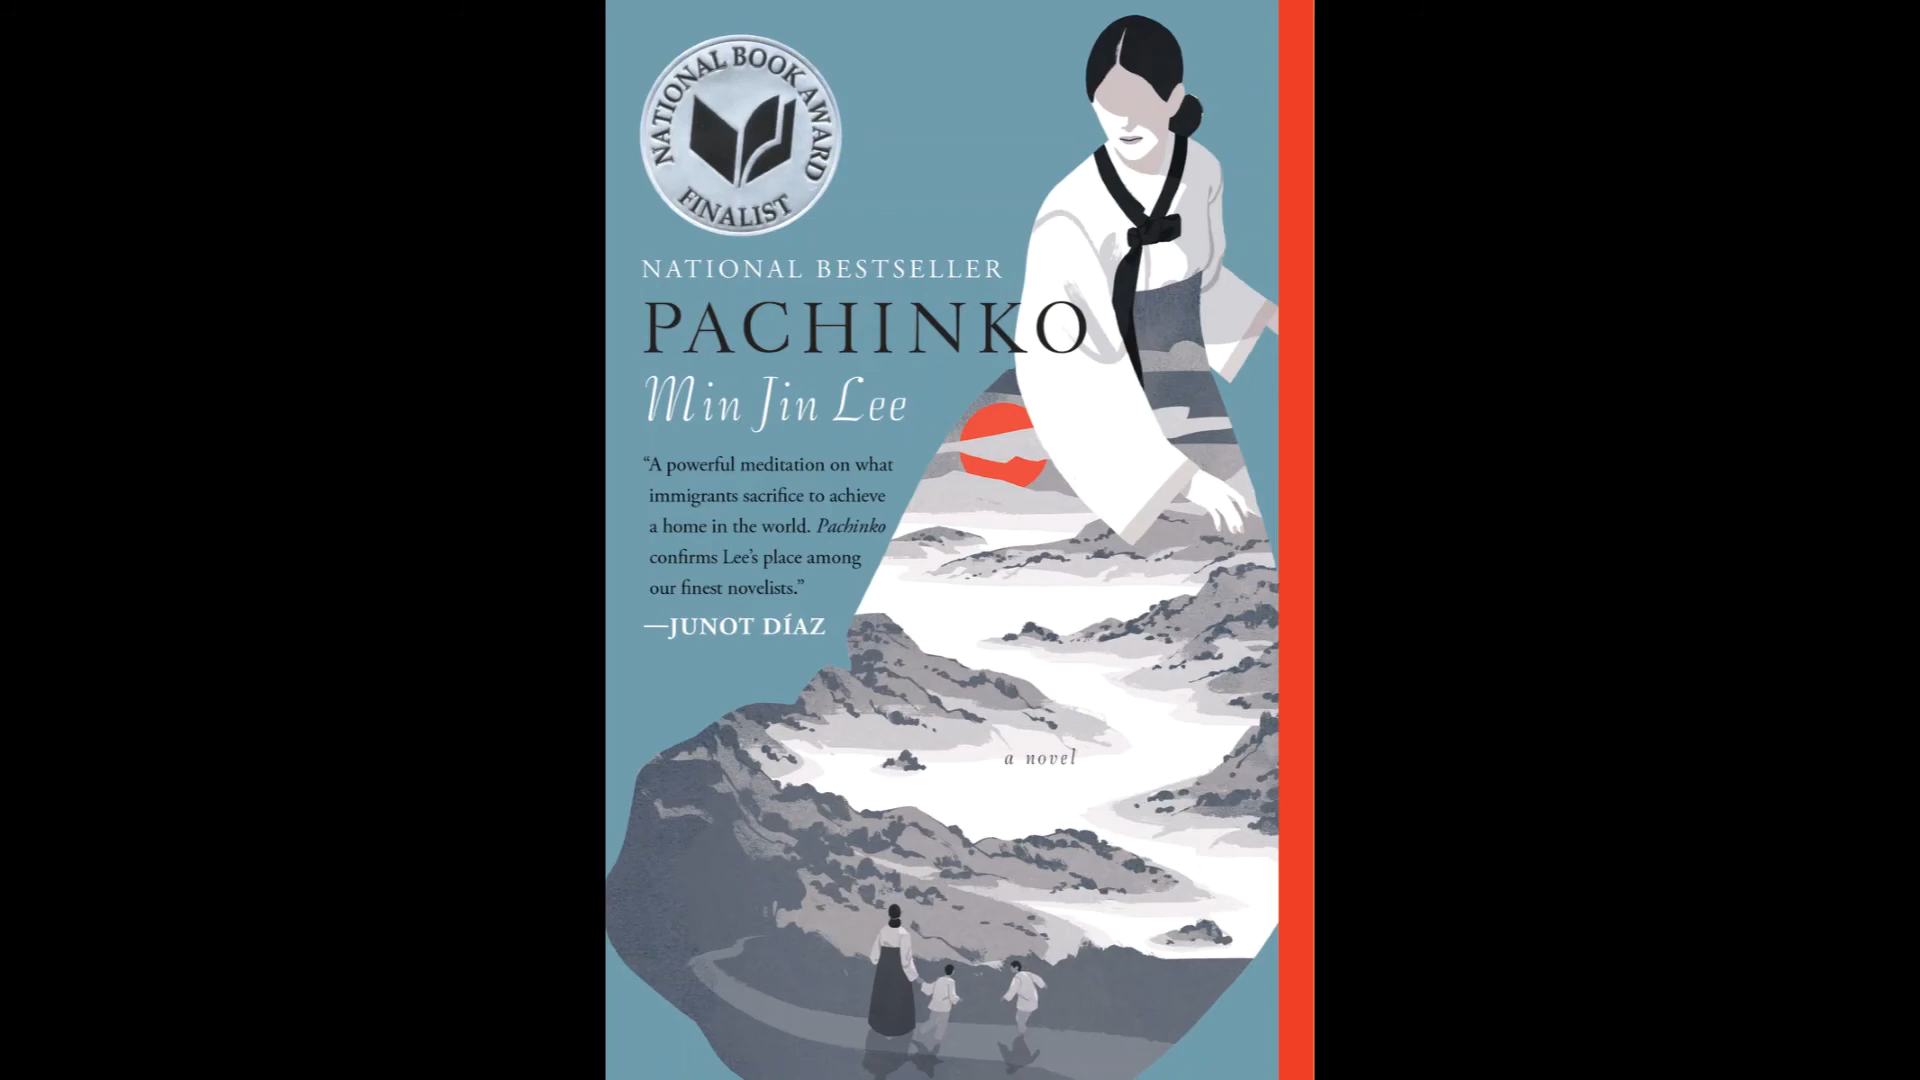 NATIONAL BOOK AWARD
FINALIST
NATIONAL BESTSELLER
PACHINKO
Min Jin Lee
“A powerful meditation on what
immigrants sacrifice to achieve
a home in the world. Pachinko
confirms Lee’s place among
our finest novelists.”
—JUNOT DÍAZ
a novel